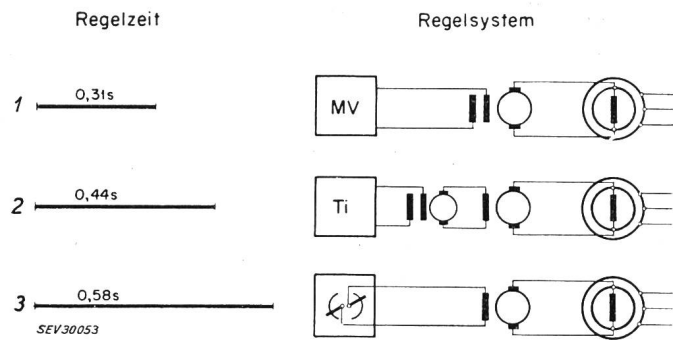 Regelzeit Regelsystem
1 0,31s MV
2 0,44s Ti
3 0,58s
SEV30053